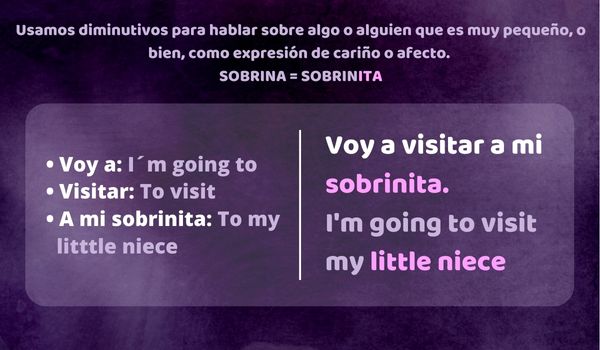 Usamos diminutivos para hablar sobre algo o alguien que es muy pequeño, o
bien, como expresión de cariño o afecto.
SOBRINA = SOBRINITA
• Voy a: I´m going to
• Visitar: To visit
• A mi sobrinita: To my
litttle niece
Voy a visitar a mi
sobrinita.
I'm going to visit
my little niece